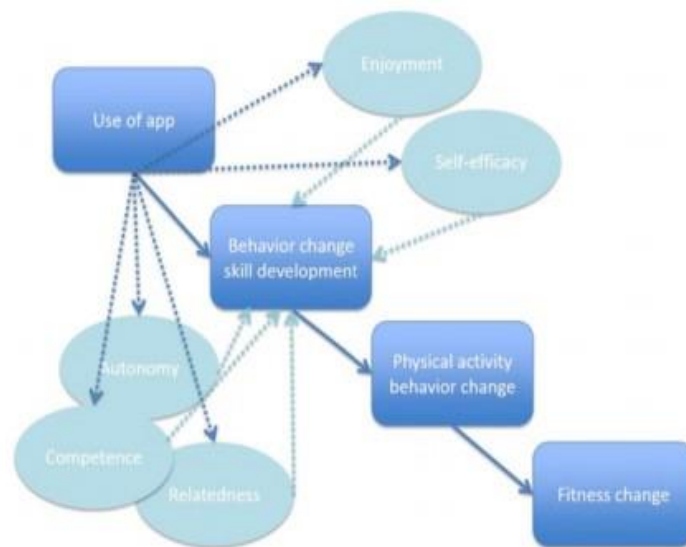 Enjoyment
Use of app
Self-efficacy
Behavior change
skill development
Autonomy
Physical activity
behavior change
Competence
Relatedness
Fitness change